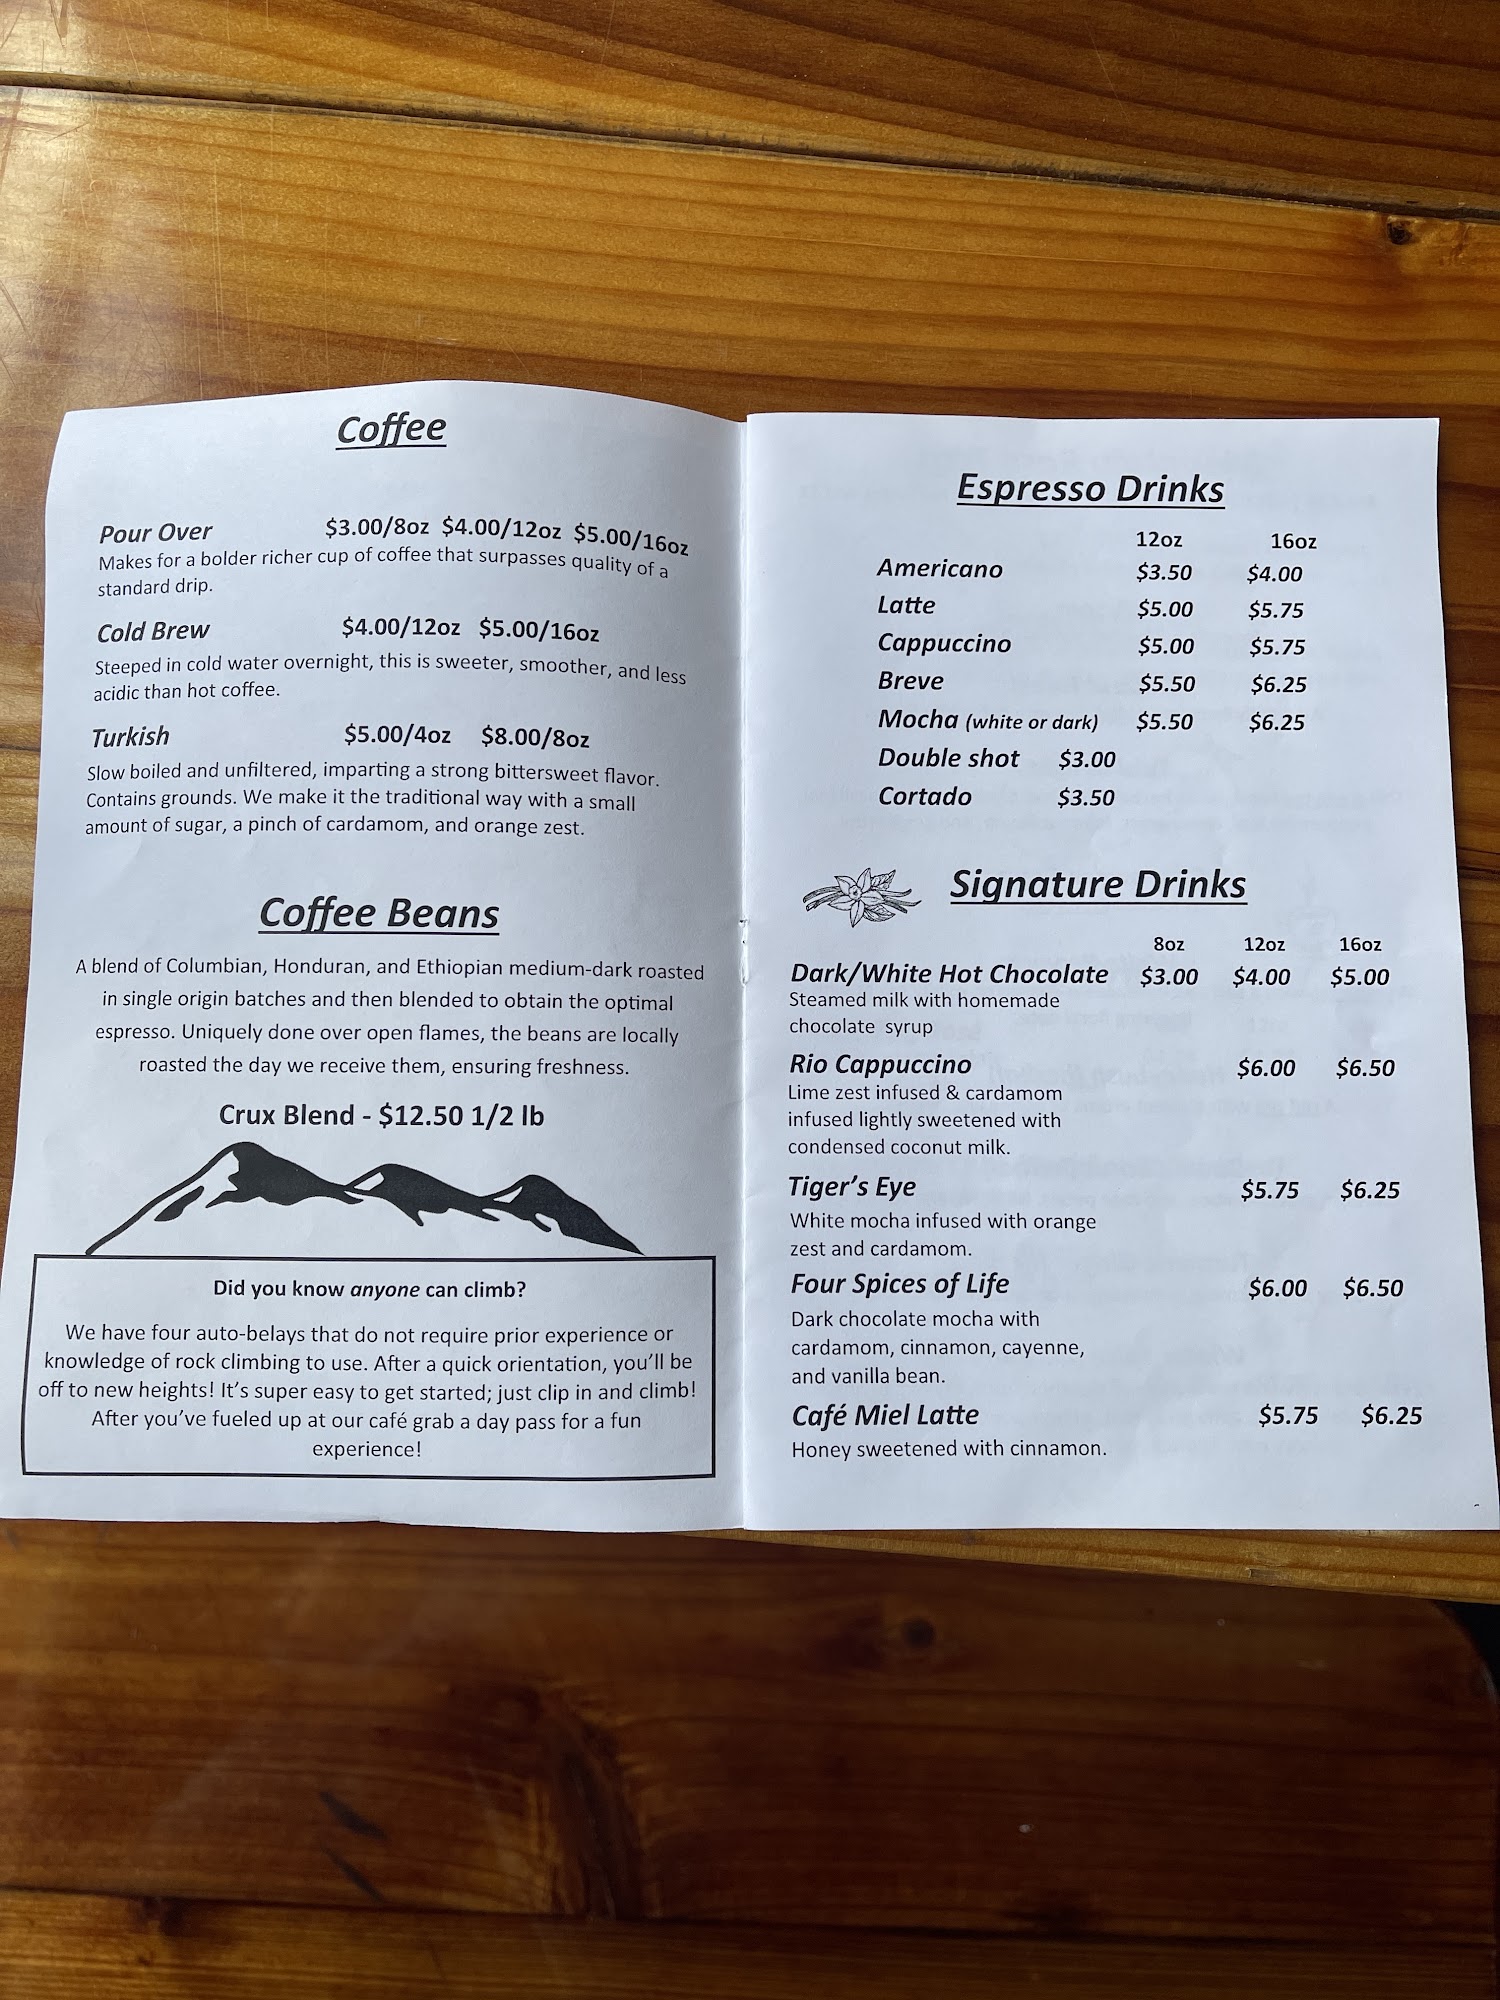 Coffee
Pour Over $3.00/8oz $4.00/12oz $5.00/16oz
Makes for a bolder richer cup of coffee that surpasses quality of a
standard drip.
Cold Brew $4.00/12oz $5.00/16oz
Steeped in cold water overnight, this is sweeter, smoother, and less
acidic than hot coffee.
Turkish $5.00/4oz $8.00/8oz
Slow boiled and unfiltered, imparting a strong bittersweet flavor.
Contains grounds. We make it the traditional way with a small
amount of sugar, a pinch of cardamom, and orange zest.
Coffee Beans
A blend of Columbian, Honduran, and Ethiopian medium-dark roasted
in single origin batches and then blended to obtain the optimal
espresso. Uniquely done over open flames, the beans are locally
roasted the day we receive them, ensuring freshness.
Crux Blend - $12.50 1/2 lb
Did you know anyone can climb?
We have four auto-belays that do not require prior experience or
knowledge of rock climbing to use. After a quick orientation, you'll be
off to new heights! It's super easy to get started; just clip in and climb!
After you've fueled up at our café grab a day pass for a fun
experience!
Espresso Drinks
12oz 16oz
Americano $3.50 $4.00
Latte $5.00 $5.75
Cappuccino $5.00 $5.75
Breve $5.50 $6.25
Mocha (white or dark) $5.50 $6.25
Double shot $3.00
Cortado $3.50
Signature Drinks
8oz 12oz 16oz
Dark/White Hot Chocolate $3.00 $4.00 $5.00
Steamed milk with homemade
chocolate syrup
Rio Cappuccino $6.00 $6.50
Lime zest infused & cardamom
infused lightly sweetened with
condensed coconut milk.
Tiger's Eye $5.75 $6.25
White mocha infused with orange
zest and cardamom.
Four Spices of Life $6.00 $6.50
Dark chocolate mocha with
cardamom, cinnamon, cayenne,
and vanilla bean.
Café Miel Latte $5.75 $6.25
Honey sweetened with cinnamon.